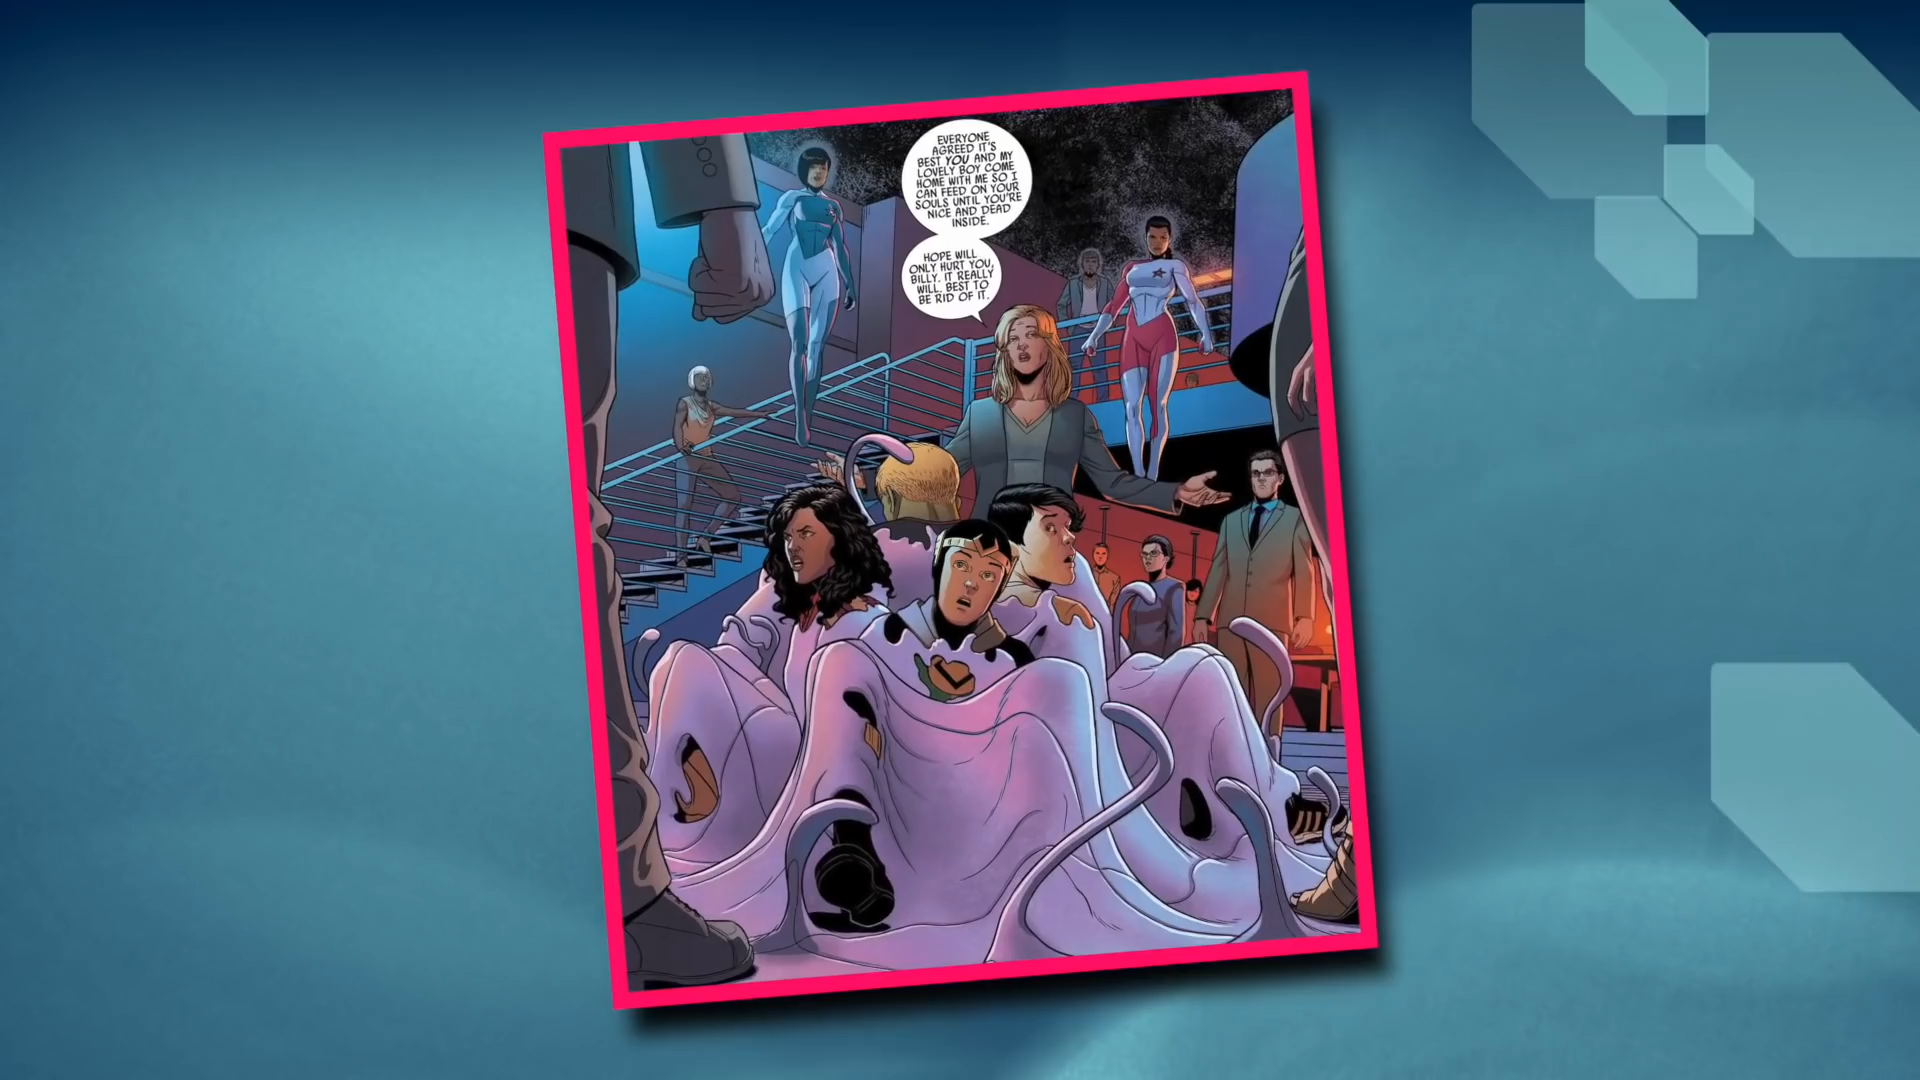 EVERYONE
AGREED IT'S
BEST YOU AND MY
LOVELY BOY COME
HOME WITH ME SO I
CAN FEED ON YOUR
SOULS UNTIL YOU'RE
NICE AND DEAD
INSIDE.
HOPE WILL
ONLY HURT YOU,
BILLY. IT REALLY
WILL. BEST TO
BE RID OF IT.